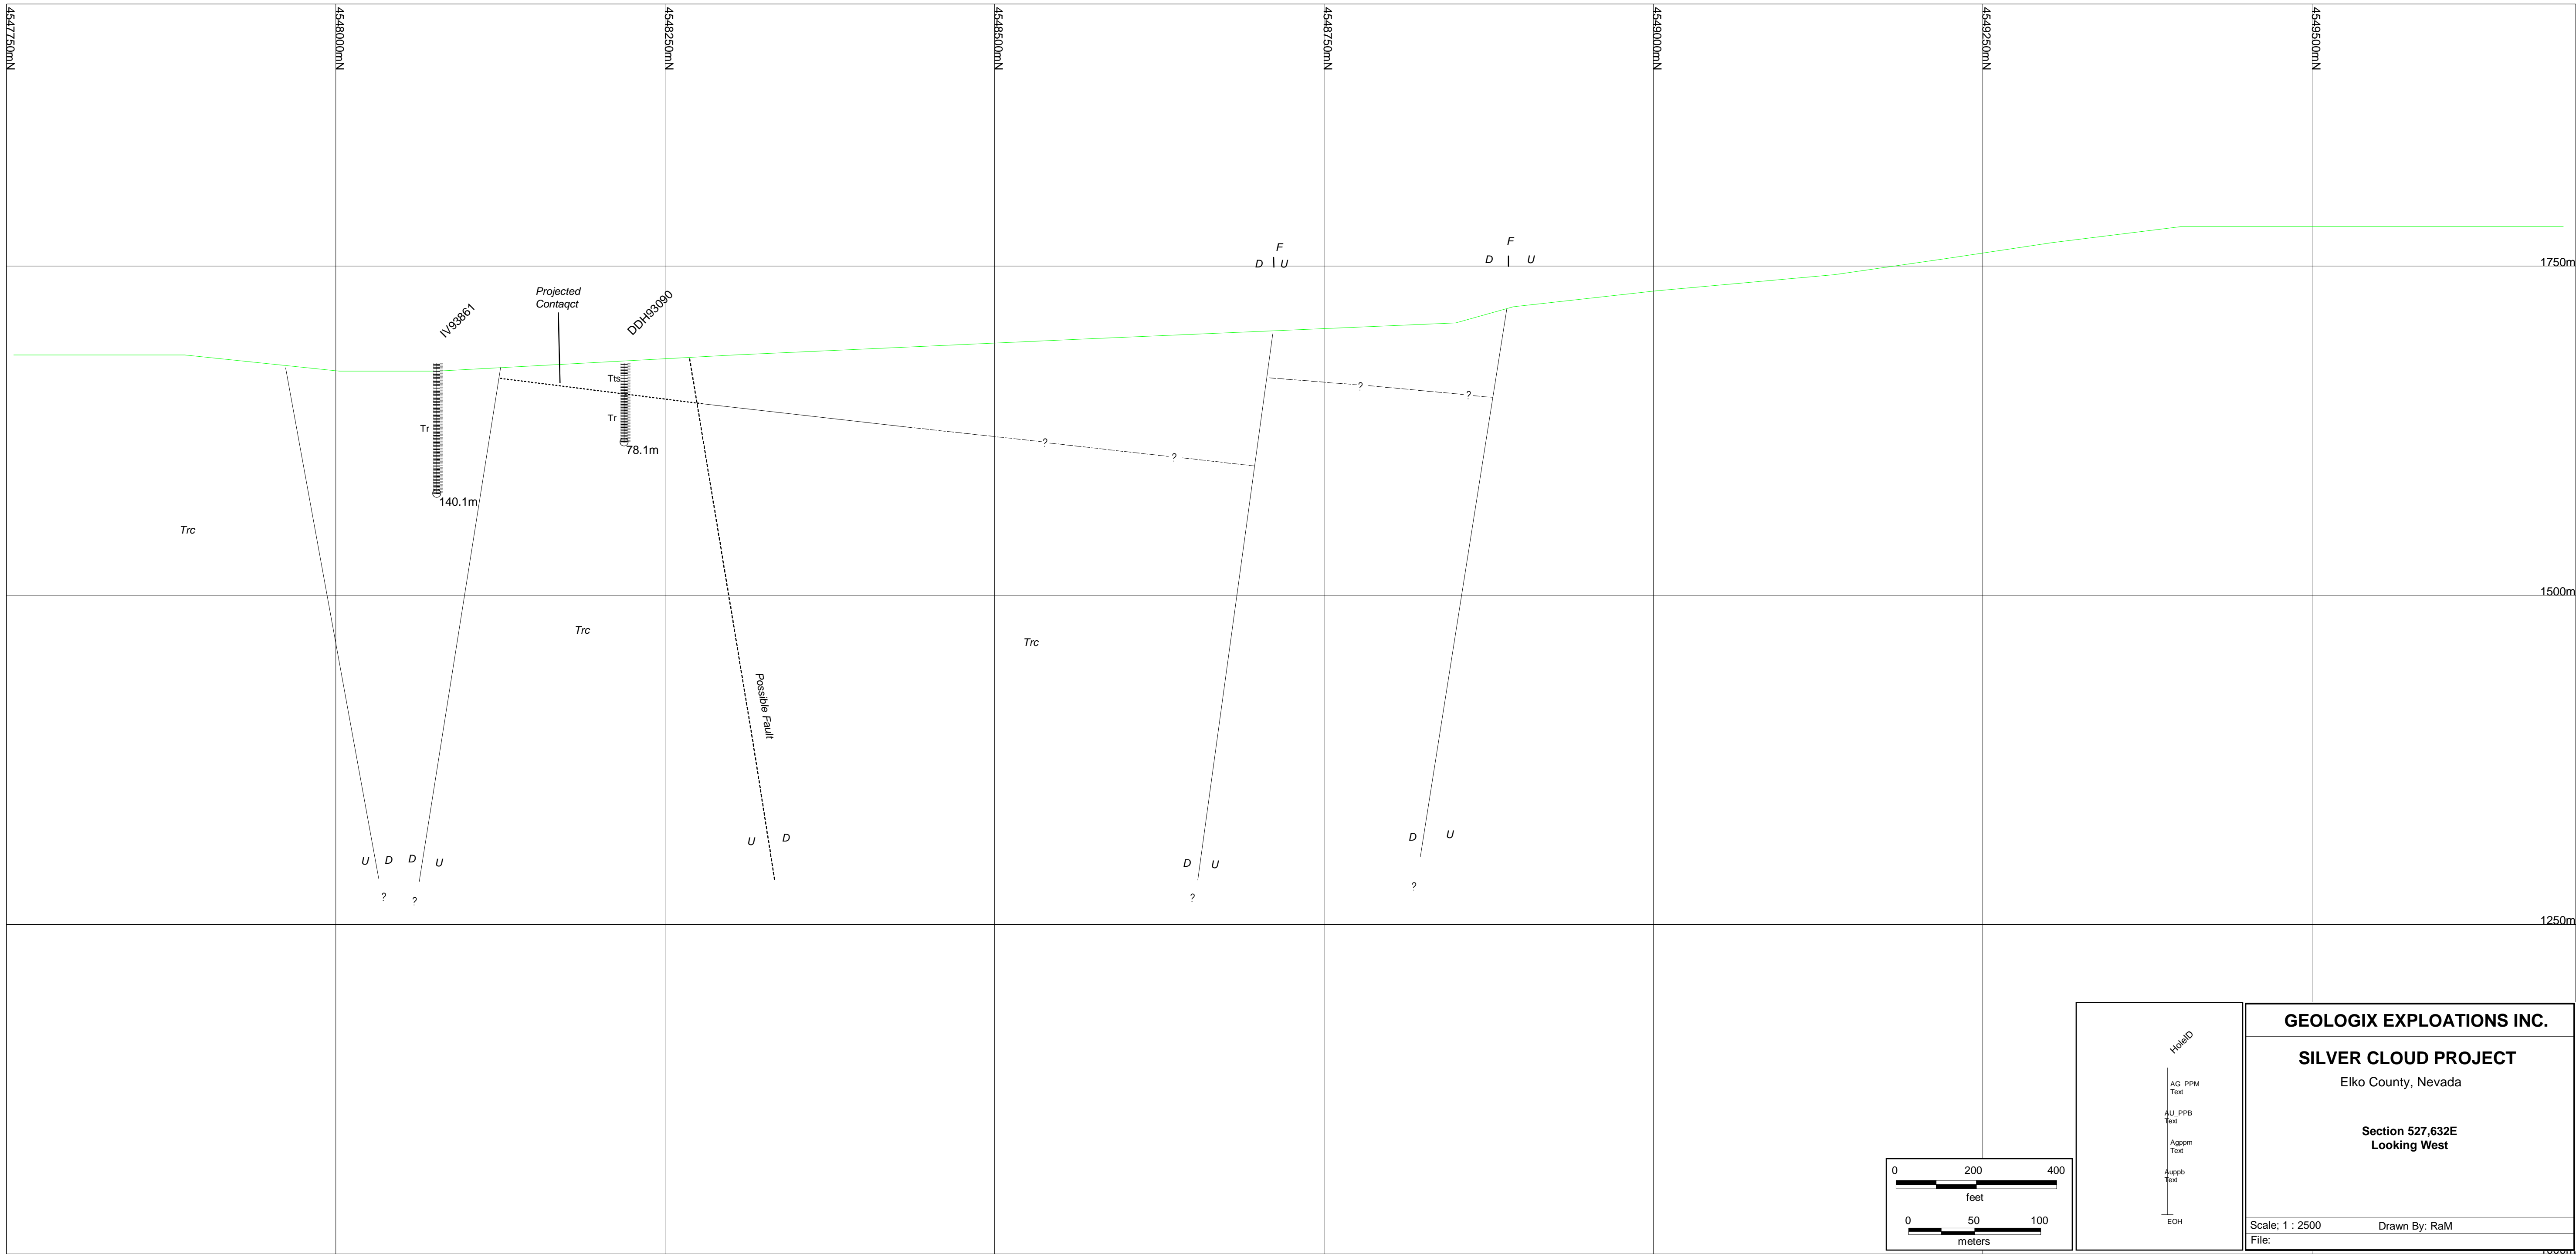 4547750mN
4548000mN
4548250mN
4548500mN
4548750mN
4549000mN
4549250mN
4549500mN
F
D U
F
D U
1750m
Projected
Contaqct
IV93861
DDH93090
Tts
Tr
Tr
78.1m
140.1m
?
?
?
?
Trc
1500m
Trc
Trc
Possible Fault
U D
D U
U D D U
D U
?
?
?
?
1250m
HoleID
AG_PPM
Text
AU_PPB
Text
Agppm
Text
Auppb
Text
EOH
0 200 400
feet
0 50 100
meters
GEOLOGIX EXPLOATIONS INC.
SILVER CLOUD PROJECT
Elko County, Nevada
Section 527,632E
Looking West
Scale; 1 : 2500 Drawn By: RaM
File: